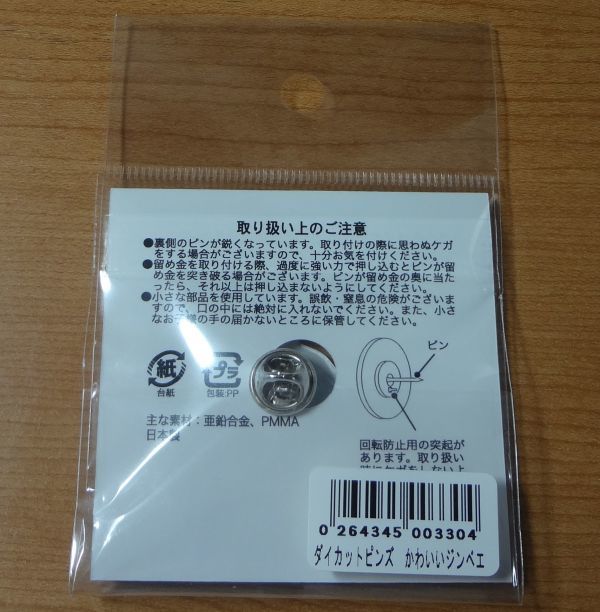 取り扱い上のご注意
●裏側のピンが鋭くなっています。取り付けの際に思わぬケガ
をする場合がございますので、十分お気を付けください。
●留め金を取り付ける際、過度に強い力で押し込むとピンが留
め金を突き破る場合がございます。ピンが留め金の奥に当た
ったら、それ以上は押し込まないようにしてください。
●小さな部品を使用しています。誤飲・窒息の危険がございま
すので、口の中には絶対に入れないでください。また、小さ
なお子様の手の届かないところに保管してください。
紙
台紙
プラ
包装:PP
ピン
主な素材：亜鉛合金、PMMA
日本製
回転防止用の突起が
あります。取り扱い
時にケガをしないよ
0 264345 003304
ダイカットピンズ かわいいジンベエ